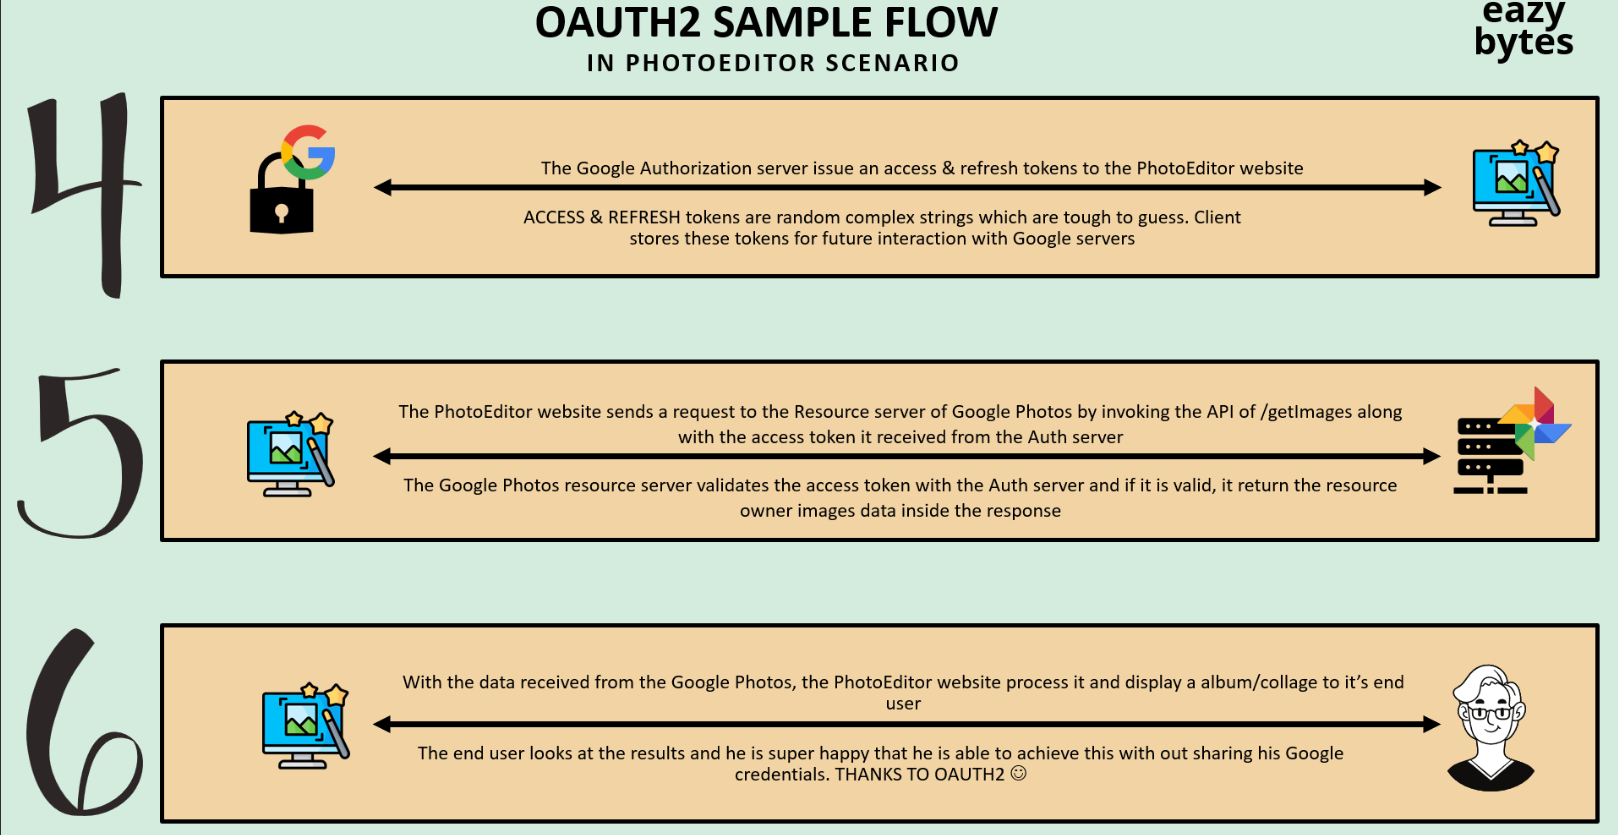 OAUTH2 SAMPLE FLOW
IN PHOTOEDITOR SCENARIO
eazy
bytes
4
The Google Authorization server issue an access & refresh tokens to the PhotoEditor website
ACCESS & REFRESH tokens are random complex strings which are tough to guess. Client
stores these tokens for future interaction with Google servers
5
The PhotoEditor website sends a request to the Resource server of Google Photos by invoking the API of /getImages along
with the access token it received from the Auth server
The Google Photos resource server validates the access token with the Auth server and if it is valid, it return the resource
owner images data inside the response
6
With the data received from the Google Photos, the PhotoEditor website process it and display a album/collage to it’s end
user
The end user looks at the results and he is super happy that he is able to achieve this with out sharing his Google
credentials. THANKS TO OAUTH2 ☺